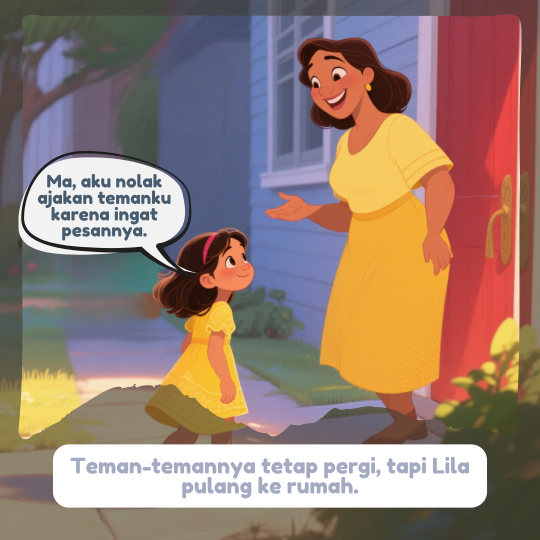 Ma, aku nolak
ajakan temanku
karena ingat
pesannya.
Teman-temannya tetap pergi, tapi Lila
pulang ke rumah.